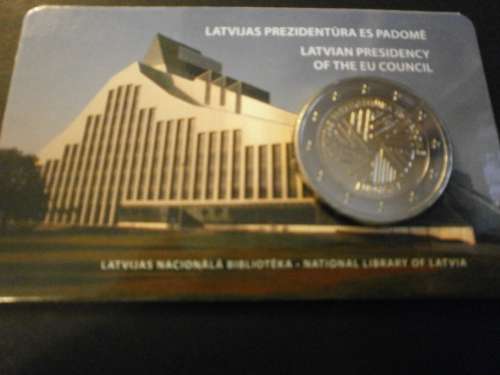 LATVIJAS PREZIDENTŪRA ES PADOMĒ
LATVIAN PRESIDENCY
OF THE EU COUNCIL
LATVIJAS NACIONĀLĀ BIBLIOTĒKA - NATIONAL LIBRARY OF LATVIA